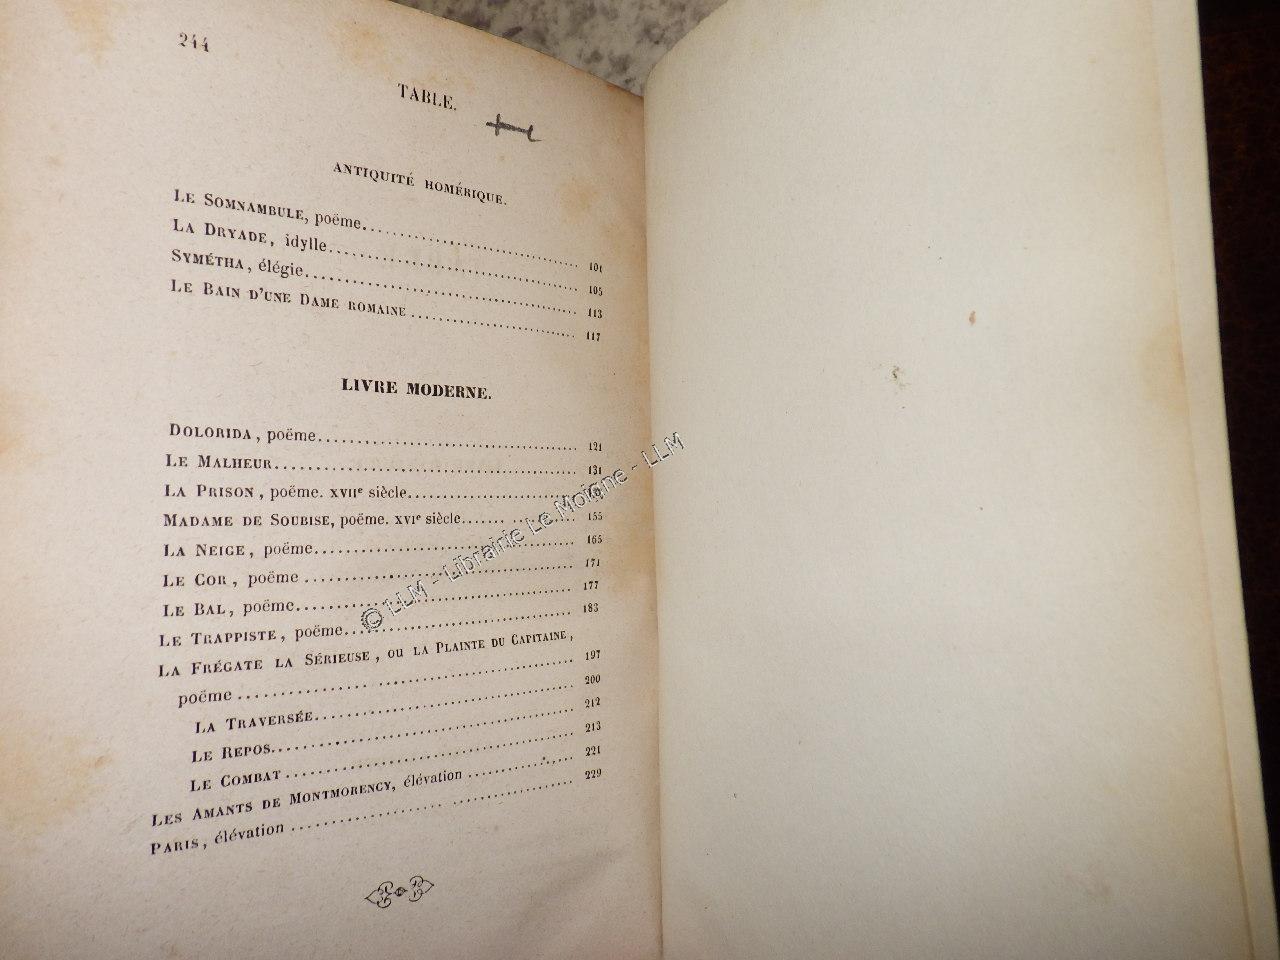 244
TABLE.
ANTIQUITÉ HOMÉRIQUE.
LE SOMNAMBULE, poëme........................ 101
LA DRYADE, idylle........................ 105
SYMÉTHA, élégie........................ 113
LE BAIN D'UNE DAME ROMAINE ........................ 117
LIVRE MODERNE.
DOLORIDA, poëme........................ 121
LE MALHEUR........................ 131
LA PRISON, poëme. XVIIe siècle........................
MADAME DE SOUBISE, poëme. XVIe siècle........................ 155
LA NEIGE, poëme........................ 165
LE COR, poëme ........................ 171
LE BAL, poëme........................ 177
LE TRAPPISTE, poëme........................ 183
LA FRÉGATE LA SÉRIEUSE, OU LA PLAINTE DU CAPITAINE,
poëme ........................ 197
LA TRAVERSÉE........................ 200
LE REPOS........................ 212
LE COMBAT ........................ 213
LES AMANTS DE MONTMORENCY, élévation ........................ 221
PARIS, élévation ........................ 229
© LLM - Librairie Le Moigne - LLM